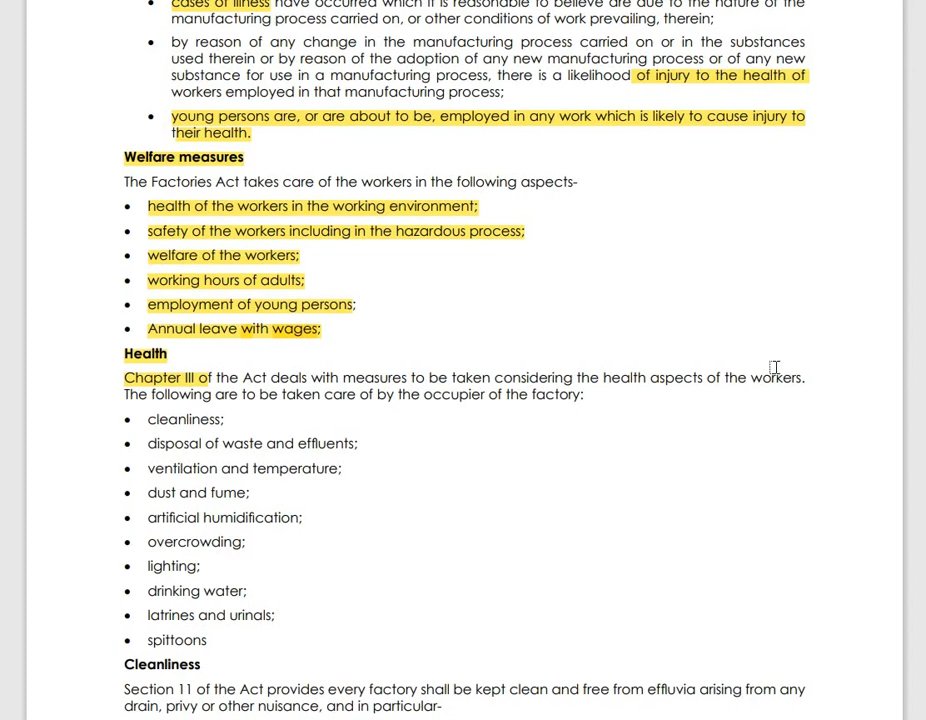 cases of illness have occurred which it is reasonable to believe are due to the nature of the
manufacturing process carried on, or other conditions of work prevailing, therein;
• by reason of any change in the manufacturing process carried on or in the substances
used therein or by reason of the adoption of any new manufacturing process or of any new
substance for use in a manufacturing process, there is a likelihood of injury to the health of
workers employed in that manufacturing process;
• young persons are, or are about to be, employed in any work which is likely to cause injury to
their health.
Welfare measures
The Factories Act takes care of the workers in the following aspects-
• health of the workers in the working environment;
• safety of the workers including in the hazardous process;
• welfare of the workers;
• working hours of adults;
• employment of young persons;
• Annual leave with wages;
Health
Chapter III of the Act deals with measures to be taken considering the health aspects of the workers.
The following are to be taken care of by the occupier of the factory:
• cleanliness;
• disposal of waste and effluents;
• ventilation and temperature;
• dust and fume;
• artificial humidification;
• overcrowding;
• lighting;
• drinking water;
• latrines and urinals;
• spittoons
Cleanliness
Section 11 of the Act provides every factory shall be kept clean and free from effluvia arising from any
drain, privy or other nuisance, and in particular-